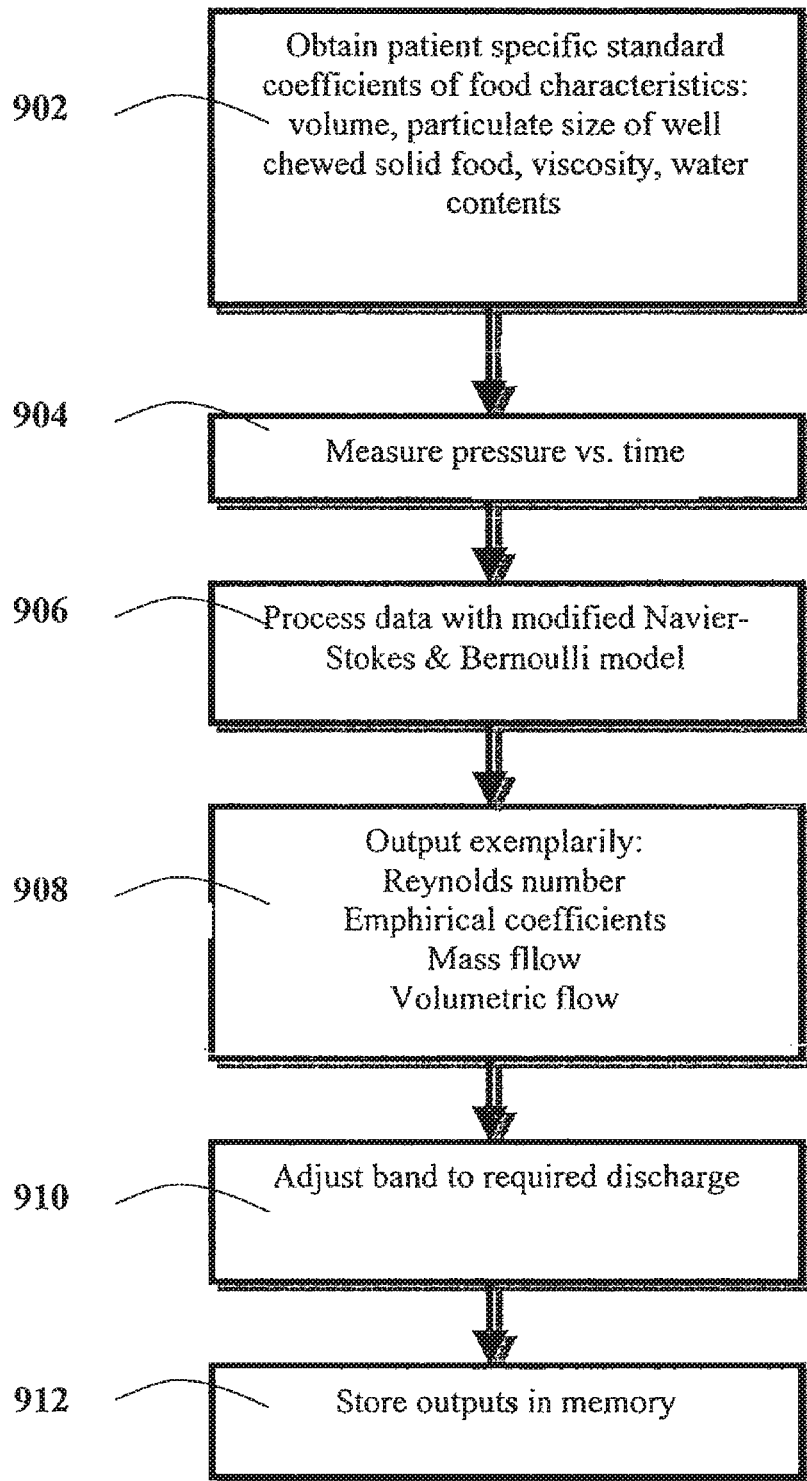 902
Obtain patient specific standard
coefficients of food characteristics:
volume, particulate size of well
chewed solid food, viscosity, water
contents
904
Measure pressure vs. time
906
Process data with modified Navier-
Stokes & Bernoulli model
908
Output exemplarily:
Reynolds number
Emphirical coefficients
Mass fllow
Volumetric flow
910
Adjust band to required discharge
912
Store outputs in memory